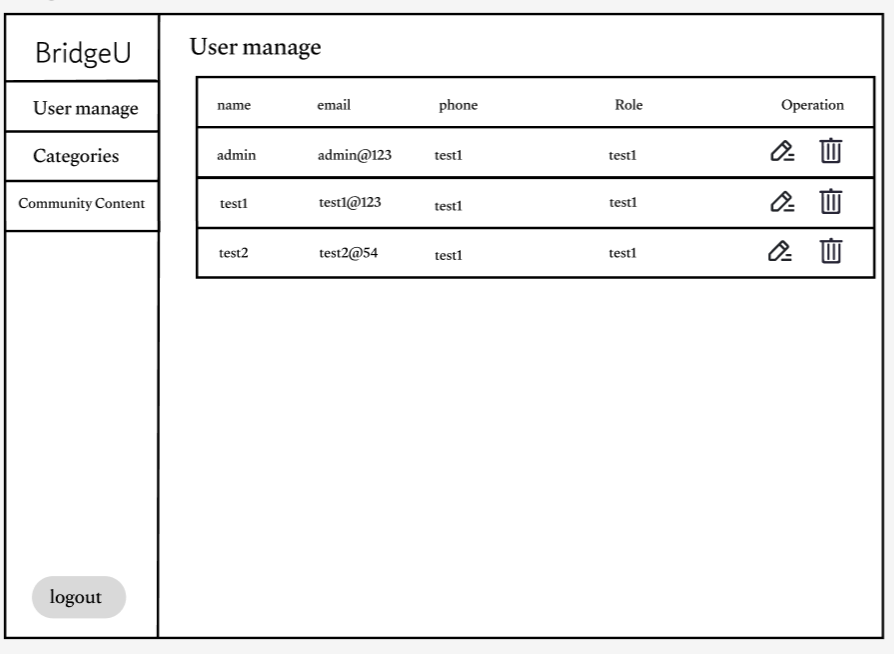 BridgeU
User manage
Categories
Community Content
logout
User manage
name email phone Role Operation
admin admin@123 test1 test1
test1 test1@123 test1 test1
test2 test2@54 test1 test1